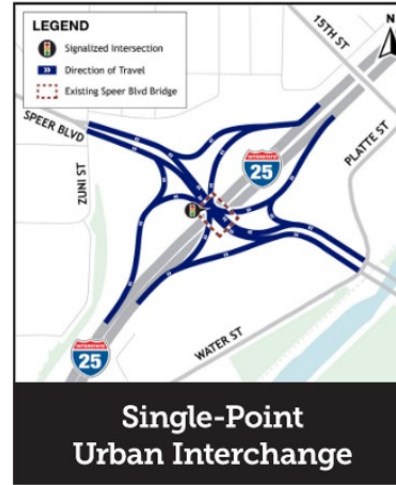 LEGEND
Signalized Intersection
Direction of Travel
Existing Speer Blvd Bridge
15TH ST
N
SPEER BLVD
ZUNI ST
INTERSTATE
25
PLATTE ST
WATER ST
INTERSTATE
25
Single-Point
Urban Interchange